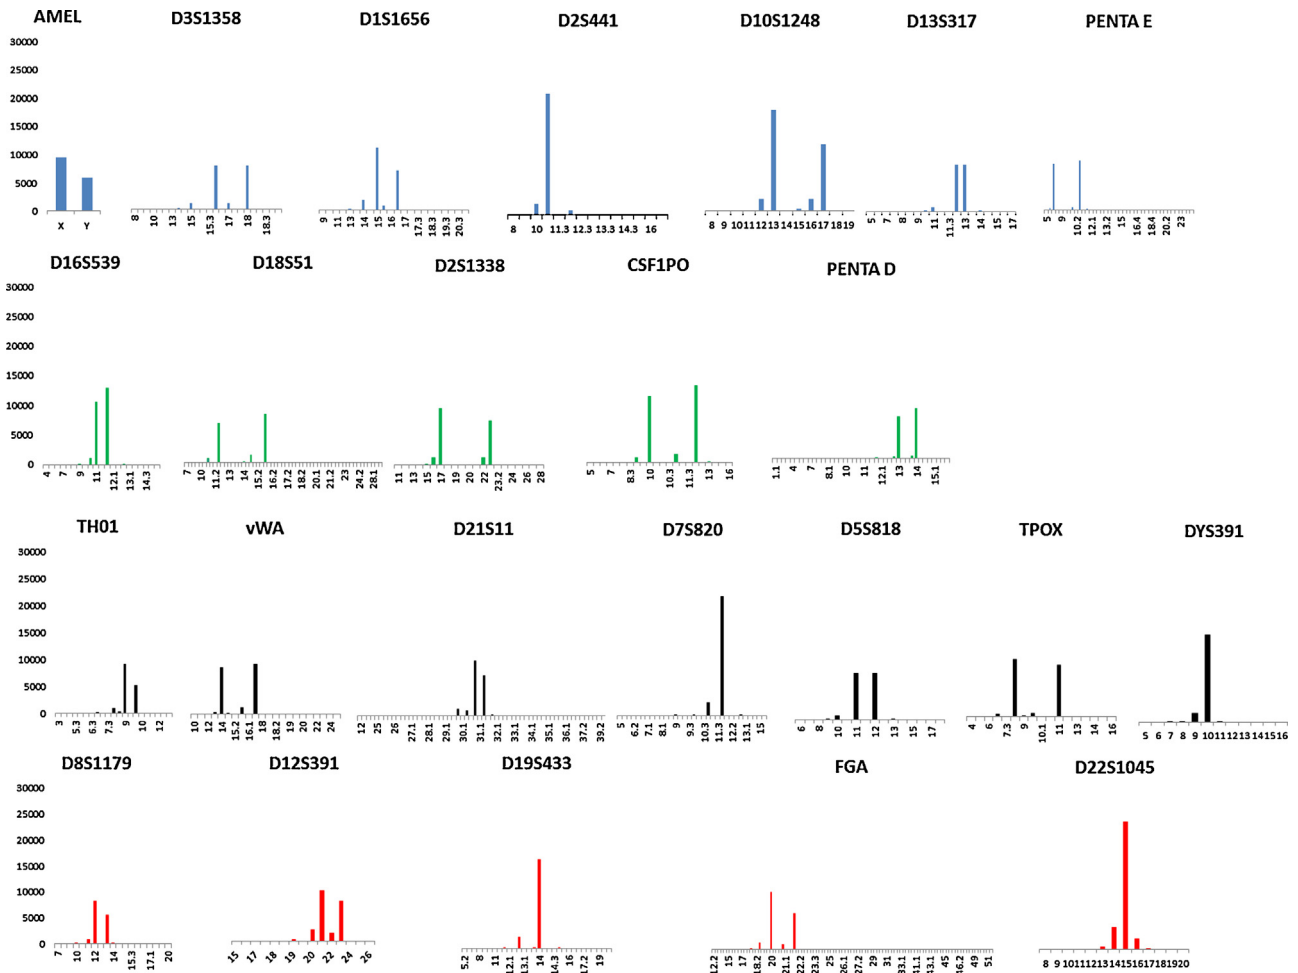 AMEL D3S1358 D1S1656 D2S441 D10S1248 D13S317 PENTA E
30000
25000
20000
15000
10000
5000
0
X Y
8 10 13 15 15.3 17 18 18.3
9 11 12 14 15 16 17 17.3 18.3 19.3 20.3
8 10 11.3 12.3 13.3 14.3 16
8 9 10 11 12 13 14 15 16 17 18 19
5 7 8 9 11 11.3 13 14 15 17
5 9 10.2 12.1 13.2 15 16.4 18.4 20.2 23
D16S539 D18S51 D2S1338 CSF1PO PENTA D
30000
25000
20000
15000
10000
5000
0
4 7 9 11 12.1 13.1 14.3
7 10 11.2 13 15.2 16.2 18.2 20.1 21.2 23 24.2 28.1
11 13 15 17 19 20 22 23.2 24 26 28
5 7 8.3 10 10.3 11.3 13 16
1.1 4 7 8.1 10 11 12.1 13 14 15.1
TH01 vWA D21S11 D7S820 D5S818 TPOX DYS391
30000
25000
20000
15000
10000
5000
0
3 5.3 6.3 7.3 9 10 12
10 12 14 15.2 16.1 18 19 20 22 24
12 25 26 27.1 28.1 29.1 30.1 31.1 32.1 33.1 34.1 35.1 36.1 37.2 39.2
5 6.2 7.1 8.1 9 9.3 10.3 11.3 12.2 13.1 15
6 8 10 11 12 13 15 17
4 6 7.3 9 10.1 11 13 14 16
5 6 7 8 9 10 11 12 13 14 15 16
D8S1179 D12S391 D19S433 FGA D22S1045
30000
25000
20000
15000
10000
5000
0
7 10 12 14 15.3 17.1 20
15 17 18 19 20 22 24 26
5.2 8 11 12.1 13.1 14 14.3 16 17.2 19
12.2 15 17 18.2 20 21.1 22.2 23.3 25 26.1 27.2 29 31 33.1 41.1 43.1 45 46.2 49 51
8 9 10 11 12 13 14 15 16 17 18 19 20